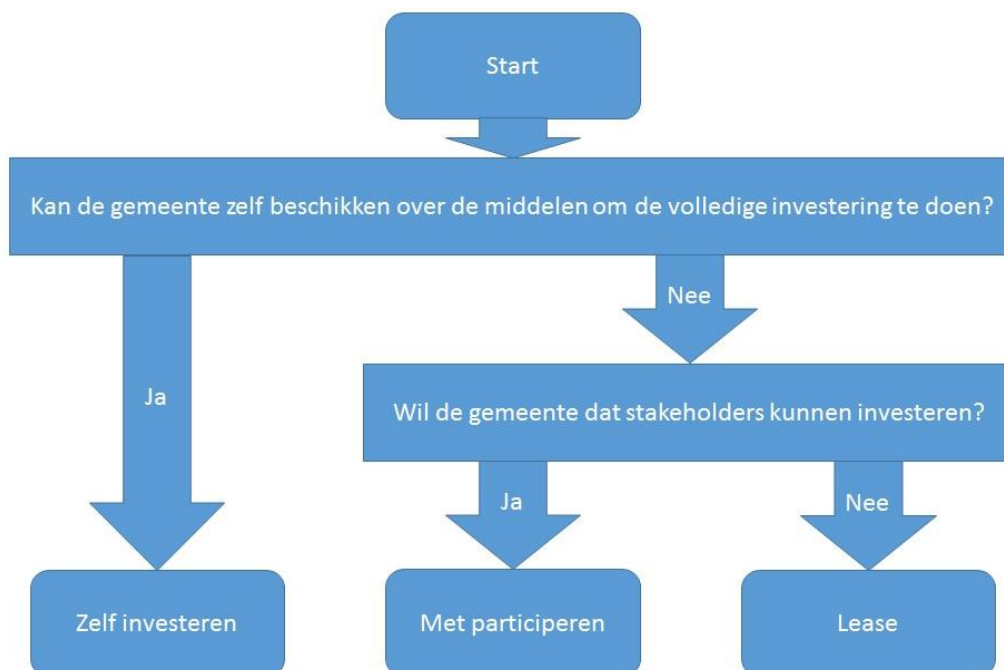 Start
Kan de gemeente zelf beschikken over de middelen om de volledige investering te doen?
Nee
Ja
Wil de gemeente dat stakeholders kunnen investeren?
Ja
Nee
Zelf investeren
Met participeren
Lease